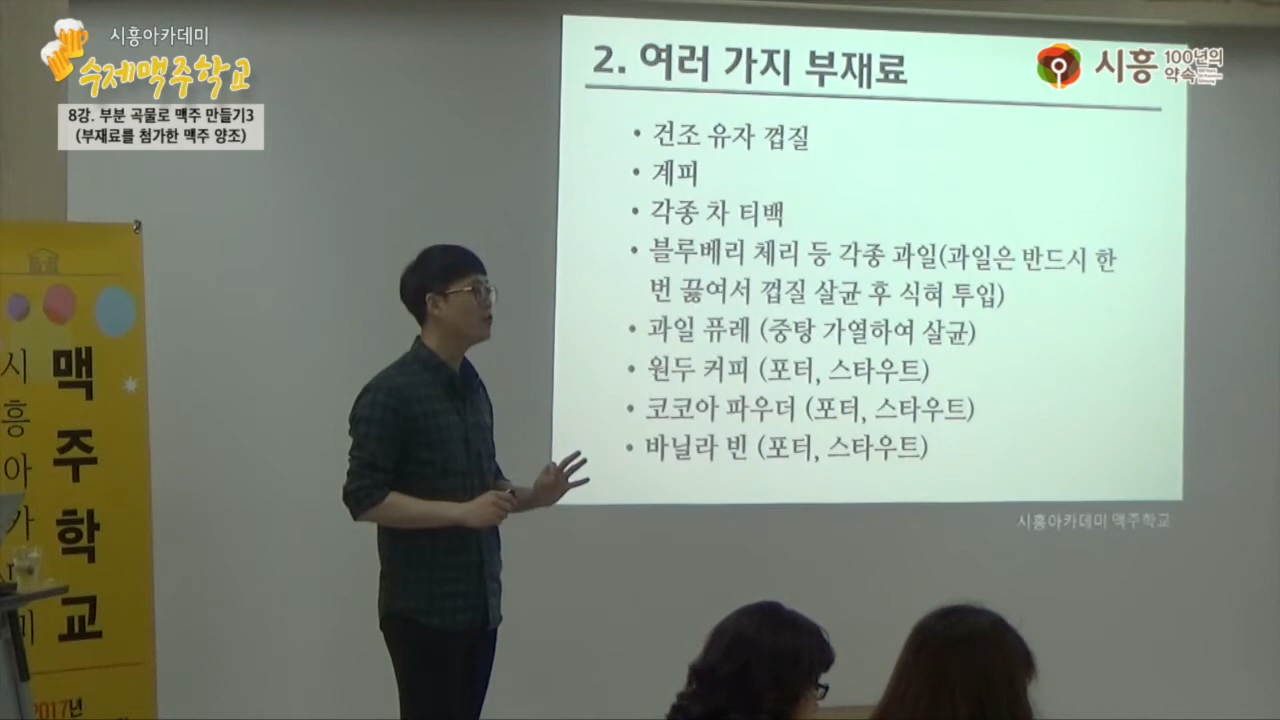 시흥아카데미
수제맥주학교
8강. 부분 곡물로 맥주 만들기3
(부재료를 첨가한 맥주 양조)
시흥 100년의 약속
2. 여러 가지 부재료
• 건조 유자 껍질
• 계피
• 각종 차 티백
• 블루베리 체리 등 각종 과일(과일은 반드시 한
번 끓여서 껍질 살균 후 식혀 투입)
• 과일 퓨레 (중탕 가열하여 살균)
• 원두 커피 (포터, 스타우트)
• 코코아 파우더 (포터, 스타우트)
• 바닐라 빈 (포터, 스타우트)
시흥아카데미 맥주학교
시흥아카데미
맥주학교
2017년